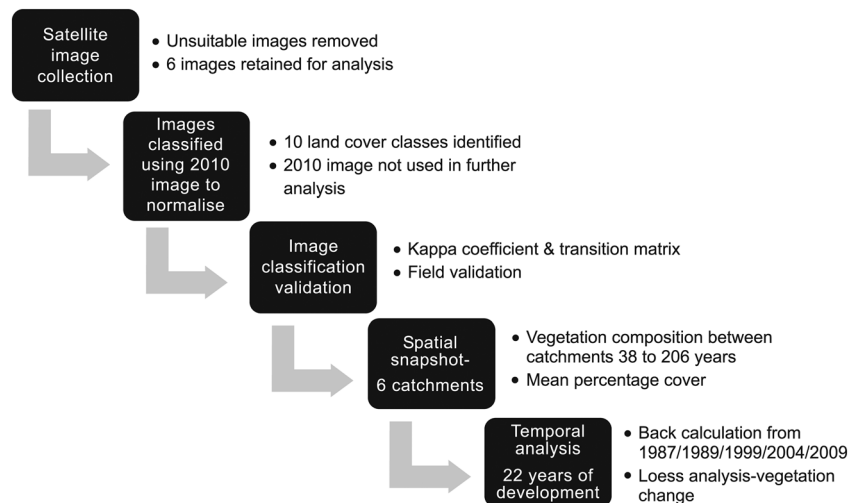 Satellite
image
collection
• Unsuitable images removed
• 6 images retained for analysis
Images
classified
using 2010
image to
normalise
• 10 land cover classes identified
• 2010 image not used in further
analysis
Image
classification
validation
• Kappa coefficient & transition matrix
• Field validation
Spatial
snapshot-
6 catchments
• Vegetation composition between
catchments 38 to 206 years
• Mean percentage cover
Temporal
analysis
22 years of
development
• Back calculation from
1987/1989/1999/2004/2009
• Loess analysis-vegetation
change